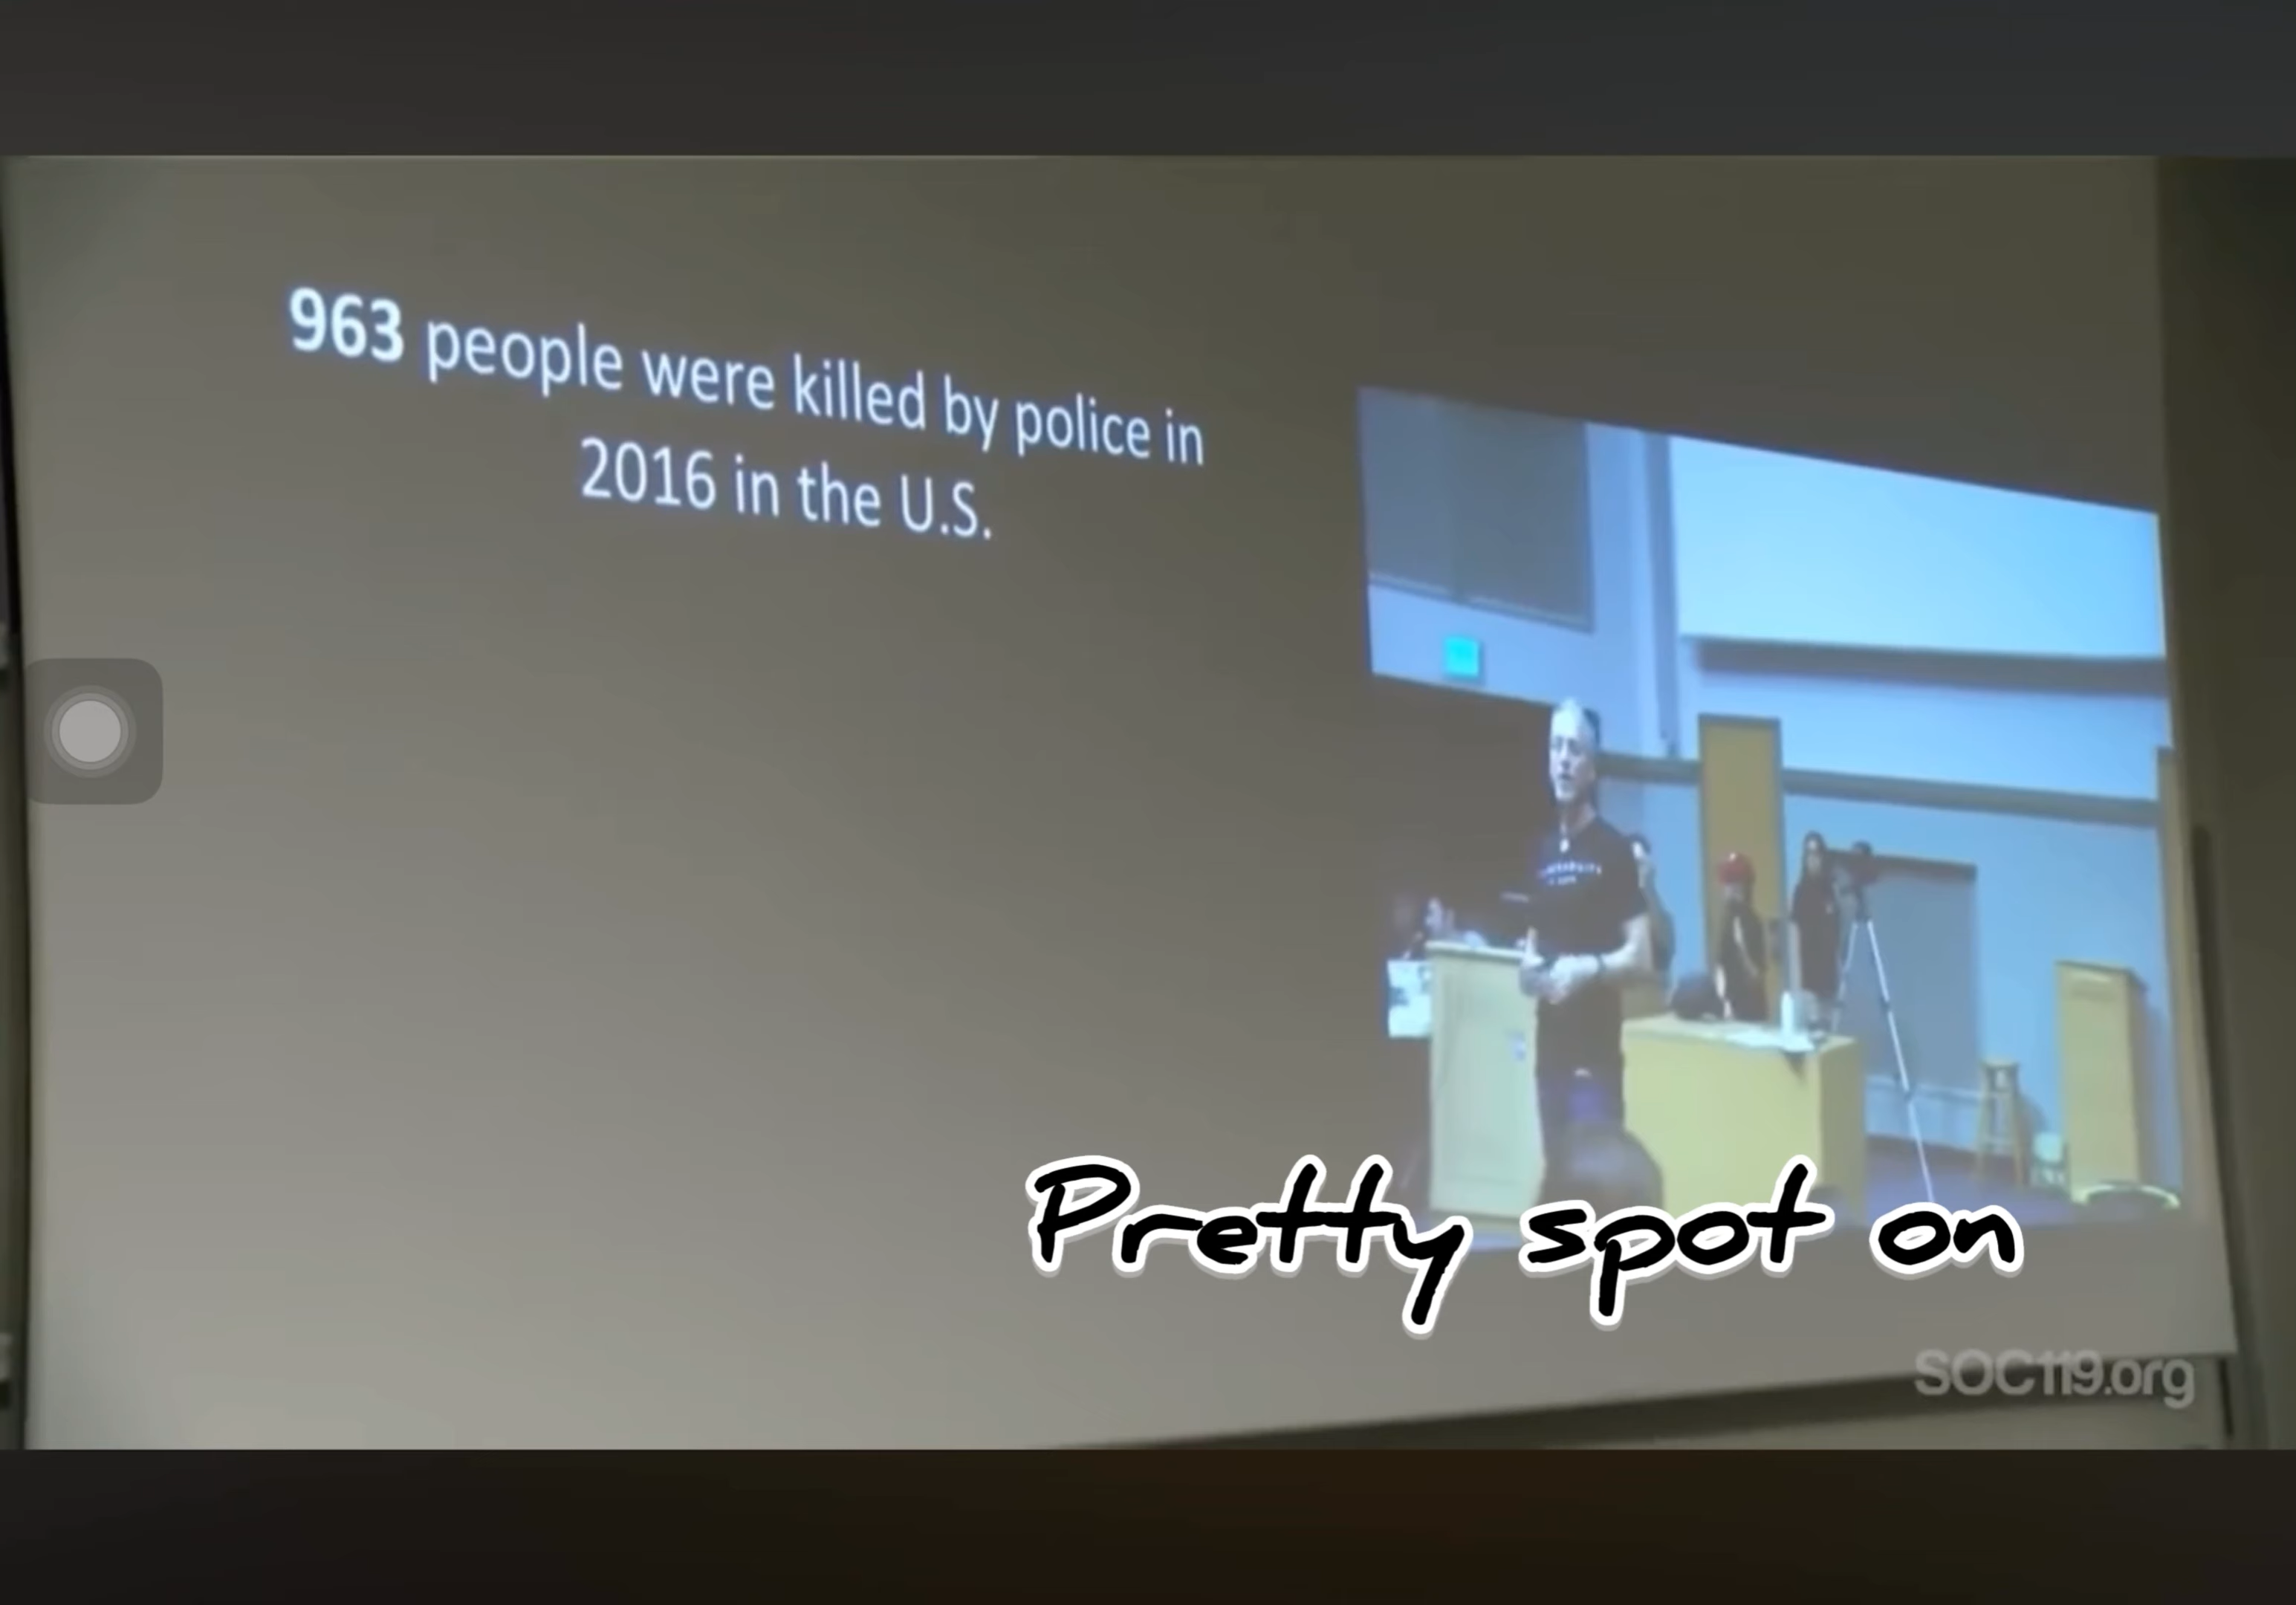 963 people were killed by police in
2016 in the U.S.
Pretty spot on
SOC119.org